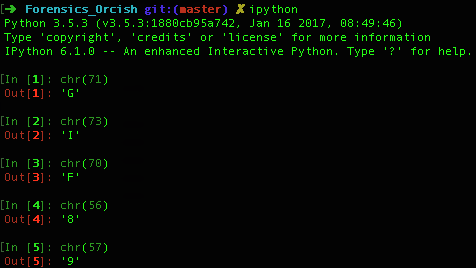 [➜ Forensics_Orcish git:(master) ✗ ipython
Python 3.5.3 (v3.5.3:1880cb95a742, Jan 16 2017, 08:49:46)
Type 'copyright', 'credits' or 'license' for more information
IPython 6.1.0 -- An enhanced Interactive Python. Type '?' for help.
[In [1]: chr(71)
Out[1]: 'G'
[In [2]: chr(73)
Out[2]: 'I'
[In [3]: chr(70)
Out[3]: 'F'
[In [4]: chr(56)
Out[4]: '8'
[In [5]: chr(57)
Out[5]: '9'